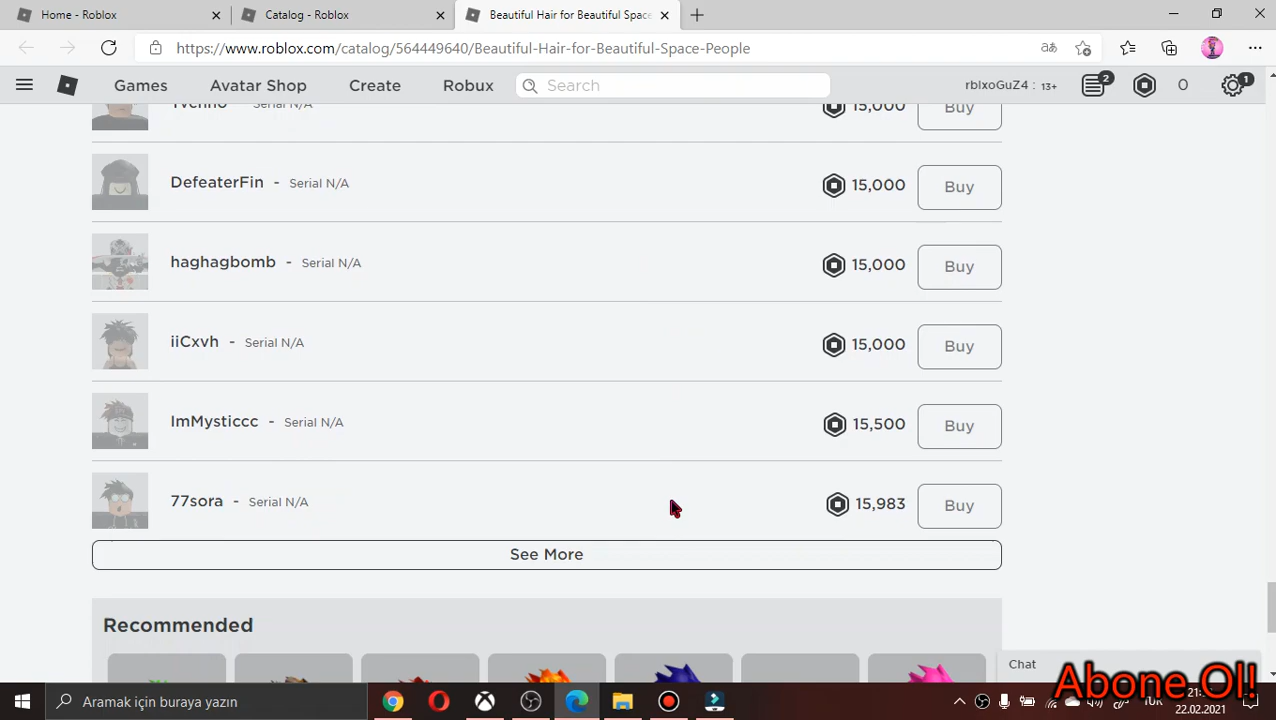 Home - Roblox
Catalog - Roblox
Beautiful Hair for Beautiful Space
https://www.roblox.com/catalog/564449640/Beautiful-Hair-for-Beautiful-Space-People
Games
Avatar Shop
Create
Robux
Search
rblxoGuZ4 : 13+
2
0
1
Serial N/A
15,000
Buy
DefeaterFin - Serial N/A
15,000
Buy
haghagbomb - Serial N/A
15,000
Buy
iiCxvh - Serial N/A
15,000
Buy
ImMysticcc - Serial N/A
15,500
Buy
77sora - Serial N/A
15,983
Buy
See More
Recommended
Chat
Abone Ol!
Aramak için buraya yazın
22.02.2021